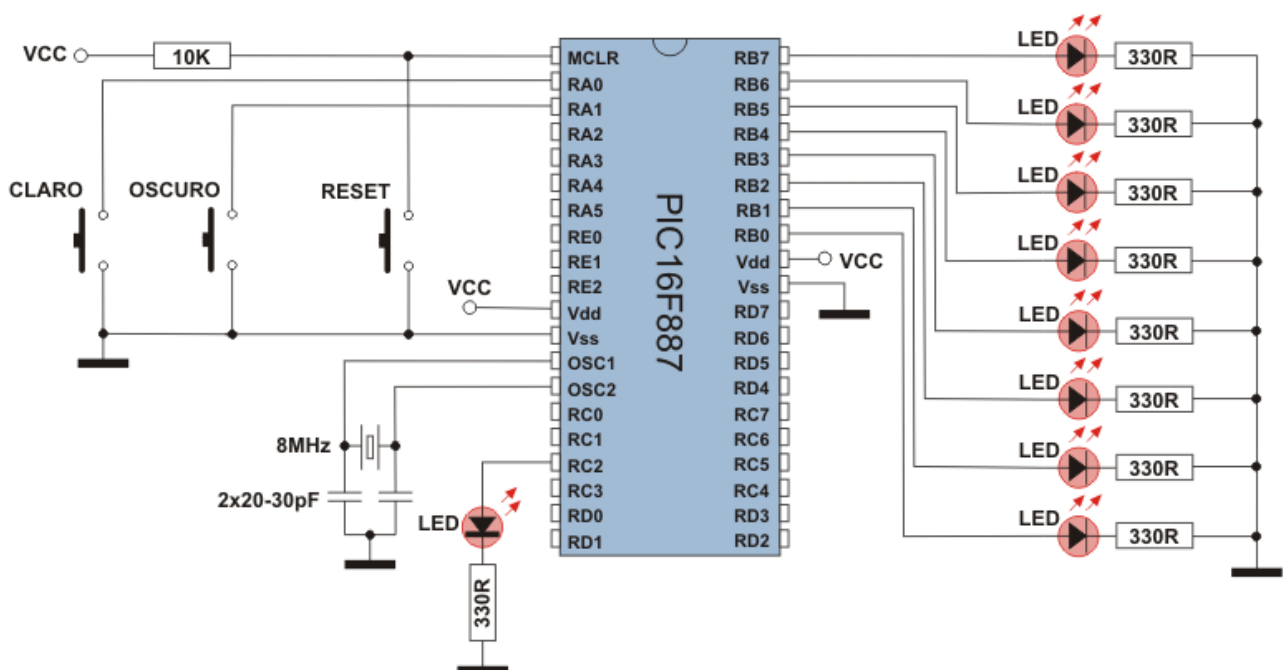 VCC
10K
CLARO
OSCURO
RESET
VCC
8MHz
2x20-30pF
LED
330R
MCLR
RA0
RA1
RA2
RA3
RA4
RA5
RE0
RE1
RE2
Vdd
Vss
OSC1
OSC2
RC0
RC1
RC2
RC3
RD0
RD1
PIC16F887
RB7
RB6
RB5
RB4
RB3
RB2
RB1
RB0
Vdd
Vss
RD7
RD6
RD5
RD4
RC7
RC6
RC5
RC4
RD3
RD2
VCC
LED
330R
LED
330R
LED
330R
LED
330R
LED
330R
LED
330R
LED
330R
LED
330R